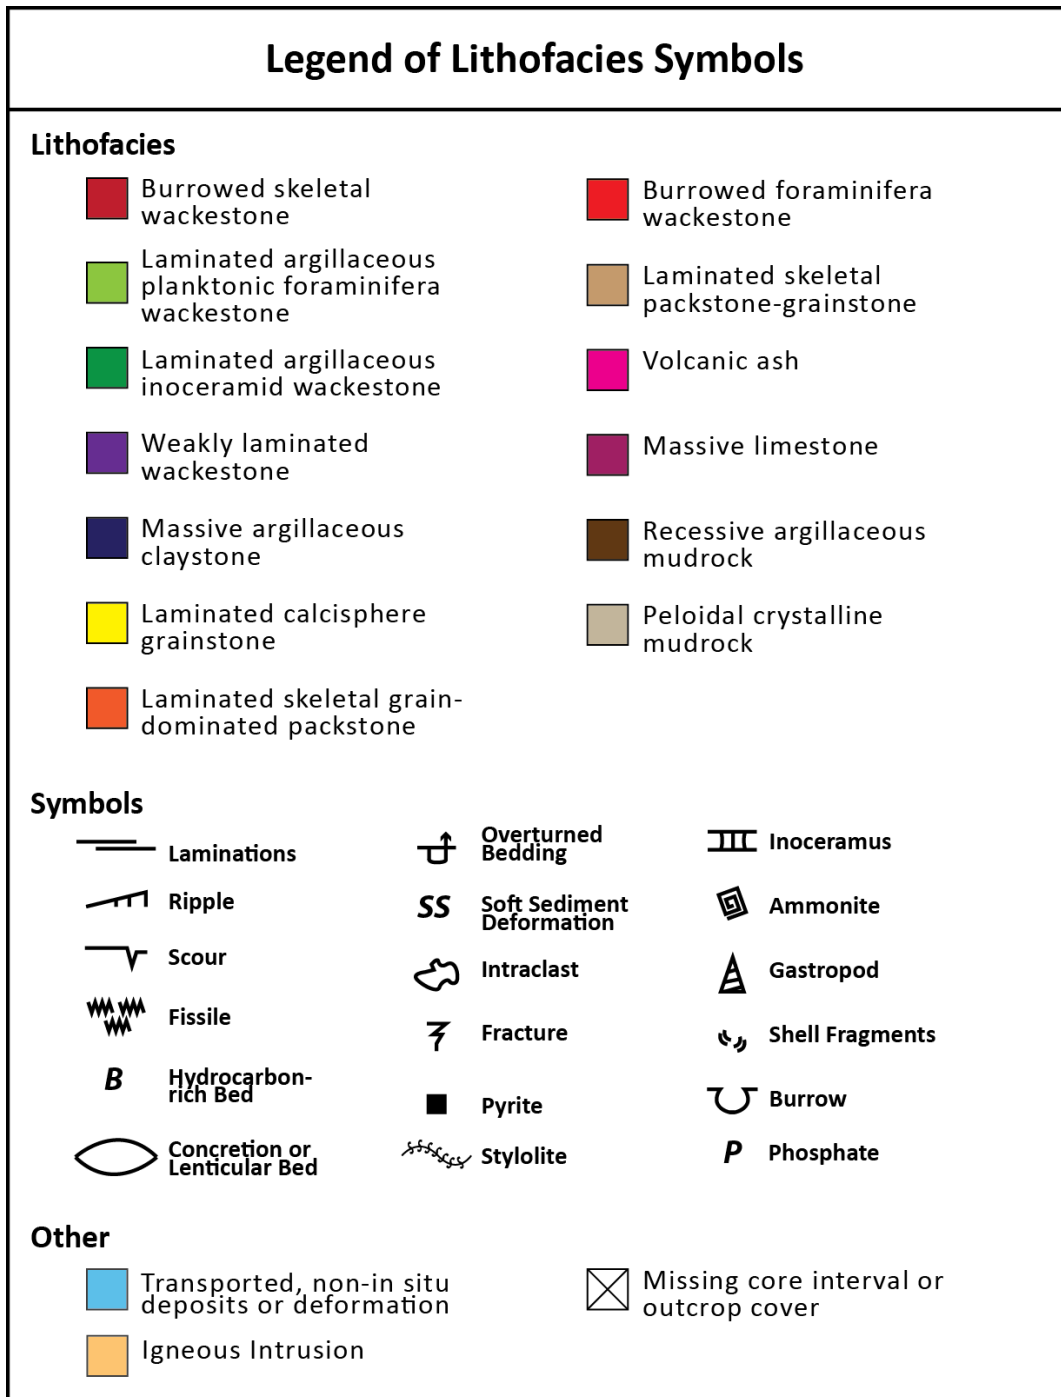 Legend of Lithofacies Symbols
Lithofacies
Burrowed skeletal
wackestone
Laminated argillaceous
planktonic foraminifera
wackestone
Laminated argillaceous
inoceramid wackestone
Weakly laminated
wackestone
Massive argillaceous
claystone
Laminated calcisphere
grainstone
Laminated skeletal grain-
dominated packstone
Burrowed foraminifera
wackestone
Laminated skeletal
packstone-grainstone
Volcanic ash
Massive limestone
Recessive argillaceous
mudrock
Peloidal crystalline
mudrock
Symbols
Laminations
Ripple
Scour
Fissile
B
Hydrocarbon-
rich Bed
Concretion or
Lenticular Bed
Overturned
Bedding
SS
Soft Sediment
Deformation
Intraclast
Fracture
Pyrite
Stylolite
Inoceramus
Ammonite
Gastropod
Shell Fragments
Burrow
P
Phosphate
Other
Transported, non-in situ
deposits or deformation
Igneous Intrusion
Missing core interval or
outcrop cover